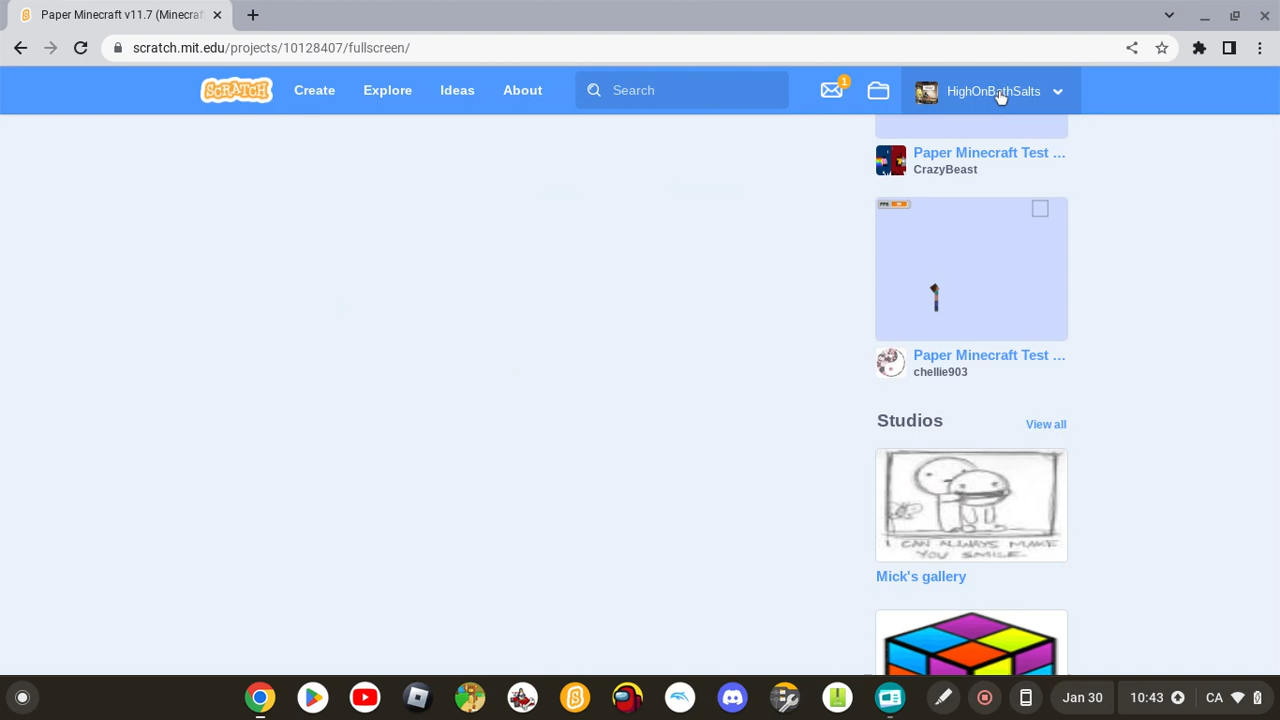 Paper Minecraft v11.7 (Minecraf
scratch.mit.edu/projects/10128407/fullscreen/
SCRATCH
Create
Explore
Ideas
About
Search
1
HighOnBathSalts
Paper Minecraft Test ...
CrazyBeast
FPS
Paper Minecraft Test ...
chellie903
Studios
View all
I CAN ALWAYS MAKE
YOU SMILE.
Mick's gallery
Jan 30
10:43
CA